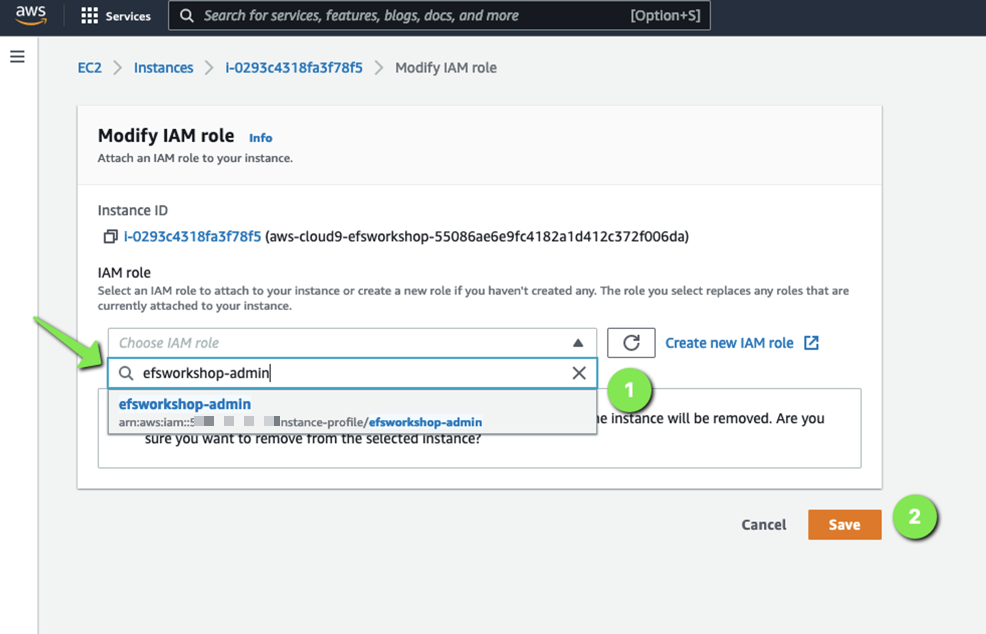 aws
Services
Search for services, features, blogs, docs, and more
[Option+S]
EC2
Instances
i-0293c4318fa3f78f5
Modify IAM role
Modify IAM role
Info
Attach an IAM role to your instance.
Instance ID
i-0293c4318fa3f78f5 (aws-cloud9-efsworkshop-55086ae6e9fc4182a1d412c372f006da)
IAM role
Select an IAM role to attach to your instance or create a new role if you haven't created any. The role you select replaces any roles that are
currently attached to your instance.
Choose IAM role
Create new IAM role
efsworkshop-admin
1
efsworkshop-admin
arn:aws:iam::
nstance-profile/efsworkshop-admin
instance will be removed. Are you
sure you want to remove from the selected instance?
Cancel
Save
2